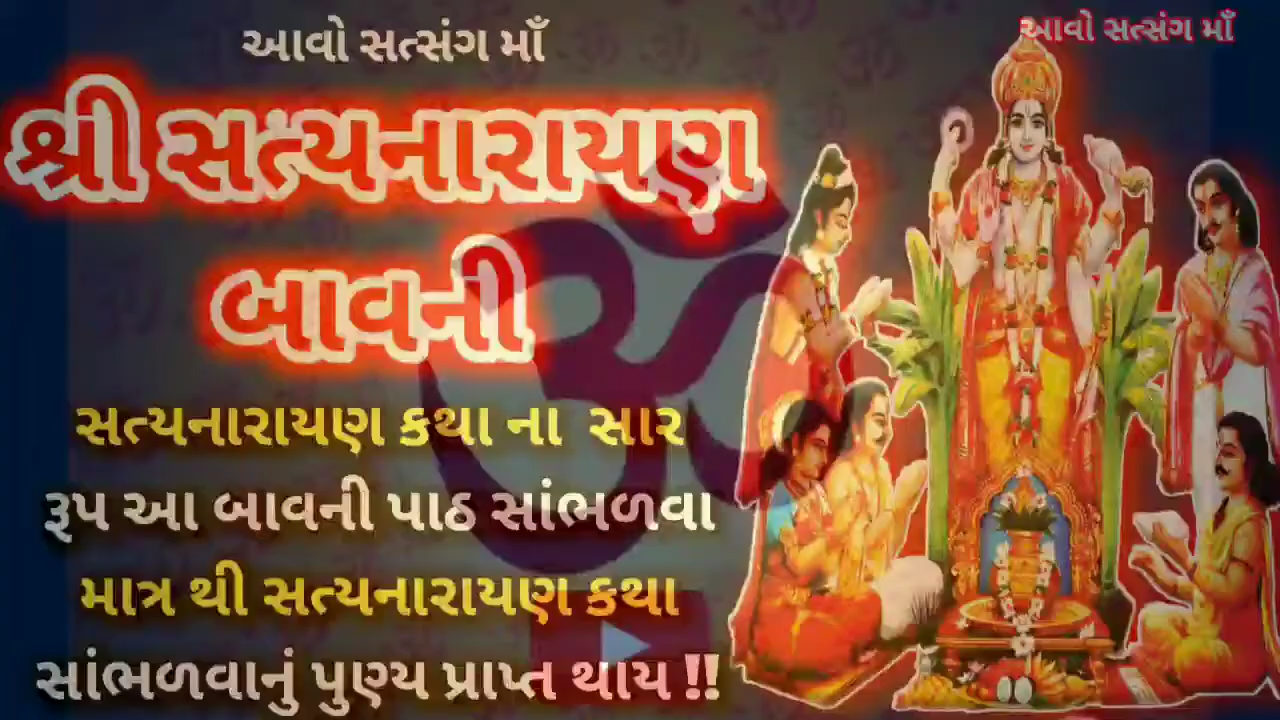 આવો સત્સંગ માઁ
આવો સત્સંગ માઁ
શ્રી સત્યનારાયણ
બાવની
સત્યનારાયણ કથા ના સાર
રૂપ આ બાવની પાઠ સાંભળવા
માત્ર થી સત્યનારાયણ કથા
સાંભળવાનું પુણ્ય પ્રાપ્ત થાય !!